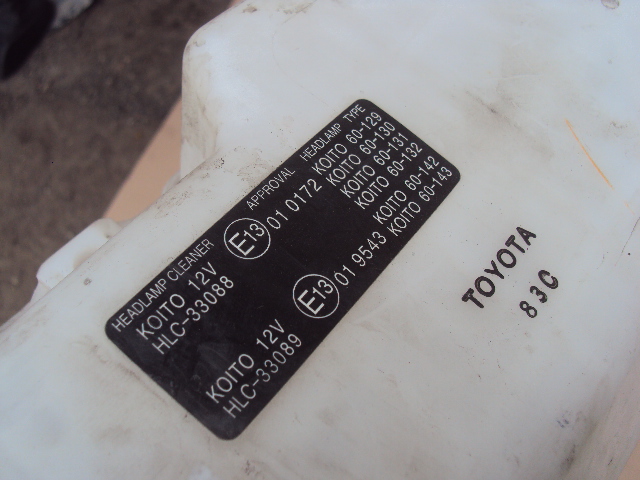 HEADLAMP CLEANER APPROVAL HEADLAMP TYPE
KOITO 12V E13 01 0172 KOITO 60-129
HLC-33088 KOITO 60-130
KOITO 60-131
KOITO 60-132
KOITO 12V E13 01 9543 KOITO 60-142
HLC-33089 KOITO 60-143
TOYOTA
83C